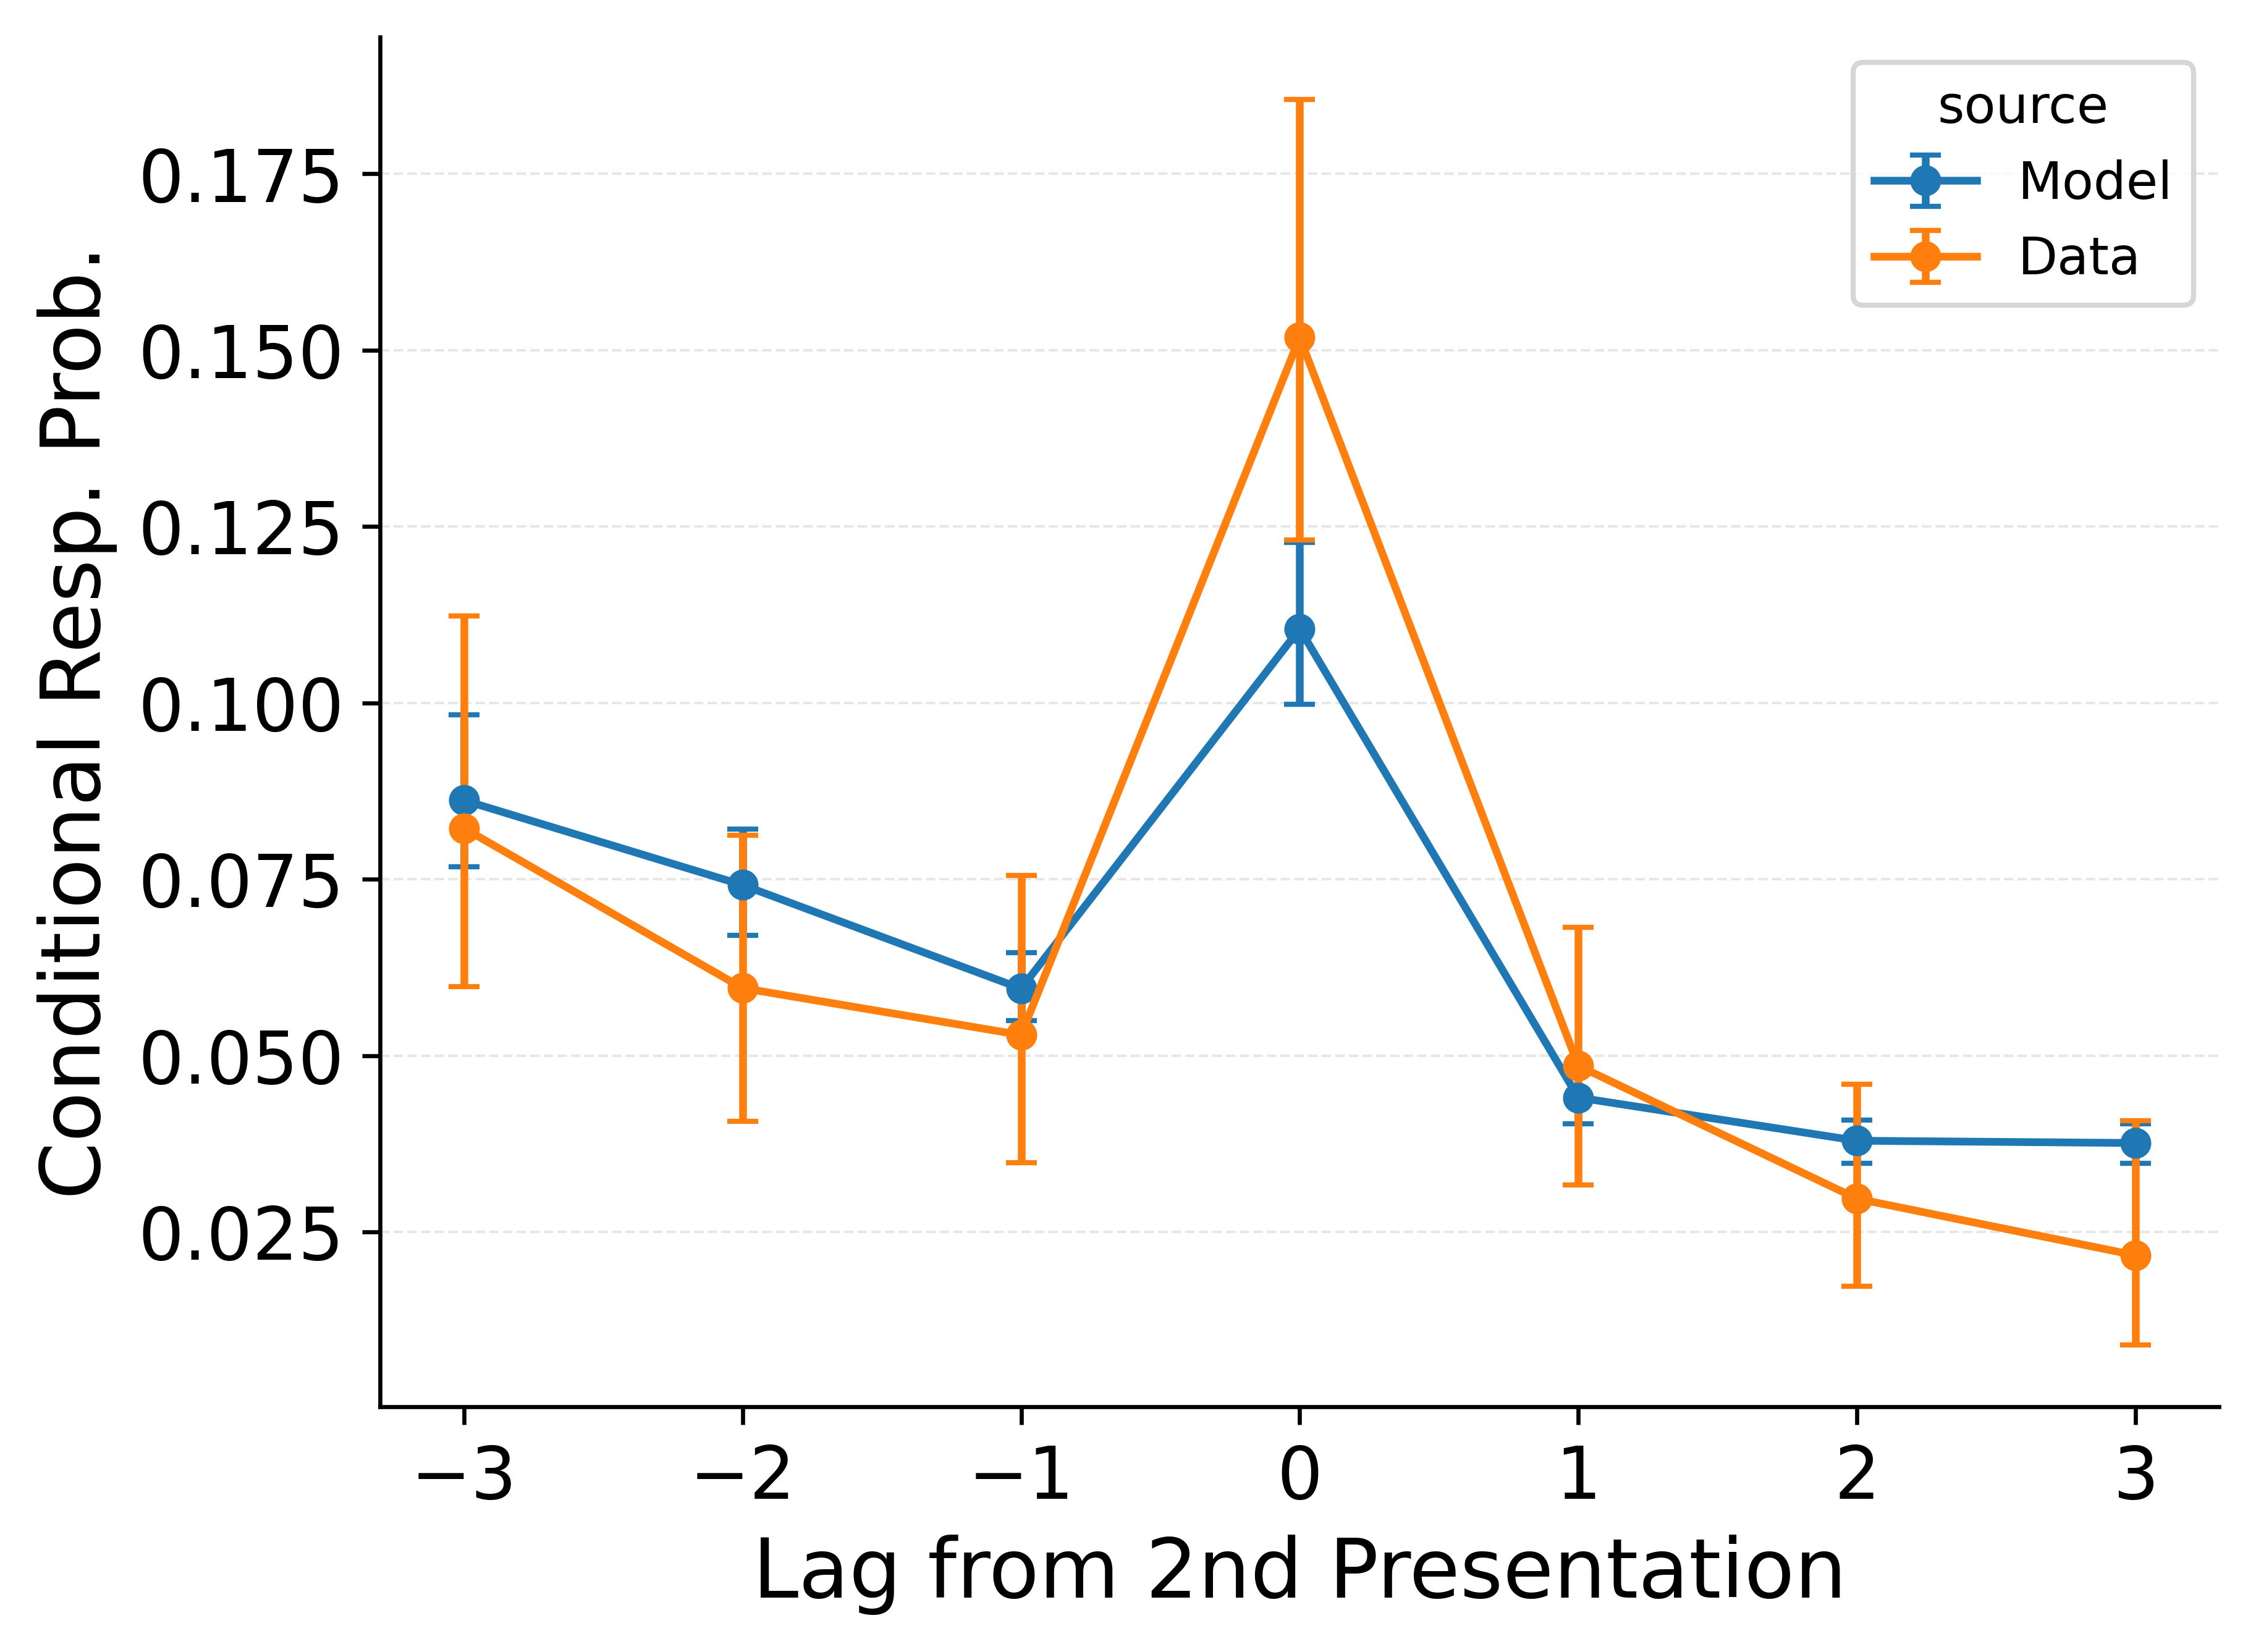 source
Model
Data
Conditional Resp. Prob.
0.175
0.150
0.125
0.100
0.075
0.050
0.025
−3 −2 −1 0 1 2 3
Lag from 2nd Presentation